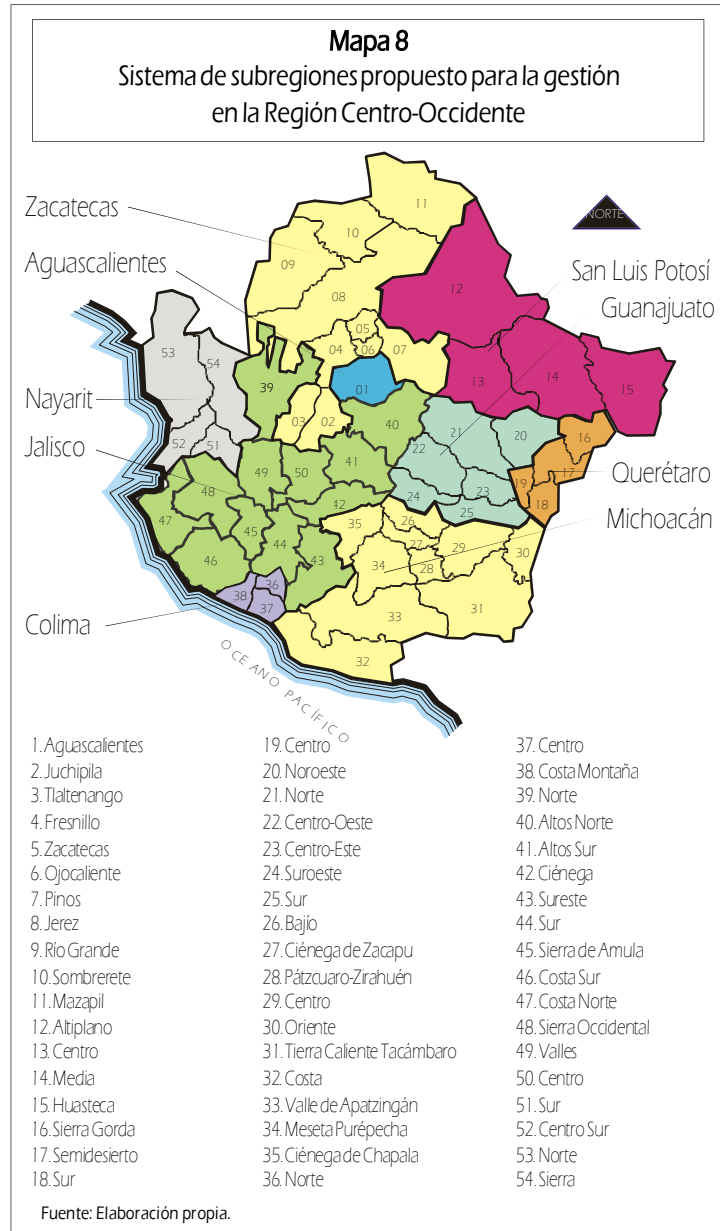 Mapa 8
Sistema de subregiones propuesto para la gestión
en la Región Centro-Occidente
Zacatecas
Aguascalientes
Nayarit
Jalisco
Colima
NORTE
San Luis Potosí
Guanajuato
Querétaro
Michoacán
11
10
09
08
12
05
04
06
07
53
54
39
01
13
14
15
03
02
40
21
20
16
52
51
22
17
49
50
41
19
48
24
23
18
47
42
25
45
35
26
44
27
29
30
46
43
34
28
36
38
37
33
31
32
OCEANO PACÍFICO
1. Aguascalientes
2. Juchipila
3. Tlaltenango
4. Fresnillo
5. Zacatecas
6. Ojocaliente
7. Pinos
8. Jerez
9. Río Grande
10. Sombrerete
11. Mazapil
12. Altiplano
13. Centro
14. Media
15. Huasteca
16. Sierra Gorda
17. Semidesierto
18. Sur
19. Centro
20. Noroeste
21. Norte
22. Centro-Oeste
23. Centro-Este
24. Suroeste
25. Sur
26. Bajío
27. Ciénega de Zacapu
28. Pátzcuaro-Zirahuén
29. Centro
30. Oriente
31. Tierra Caliente Tacámbaro
32. Costa
33. Valle de Apatzingán
34. Meseta Purépecha
35. Ciénega de Chapala
36. Norte
37. Centro
38. Costa Montaña
39. Norte
40. Altos Norte
41. Altos Sur
42. Ciénega
43. Sureste
44. Sur
45. Sierra de Amula
46. Costa Sur
47. Costa Norte
48. Sierra Occidental
49. Valles
50. Centro
51. Sur
52. Centro Sur
53. Norte
54. Sierra
Fuente: Elaboración propia.